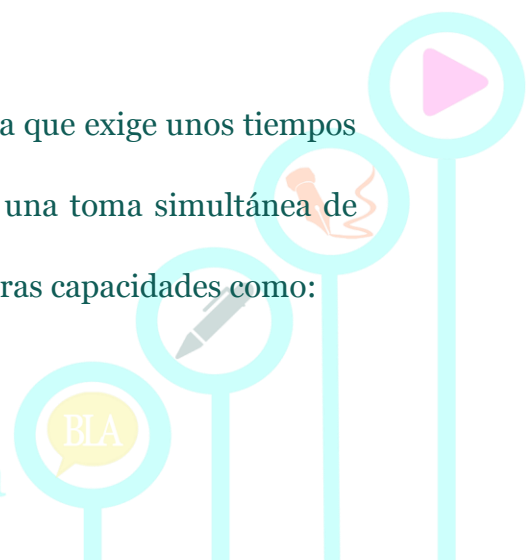 a que exige unos tiempos
una toma simultánea de
ras capacidades como:
BLA